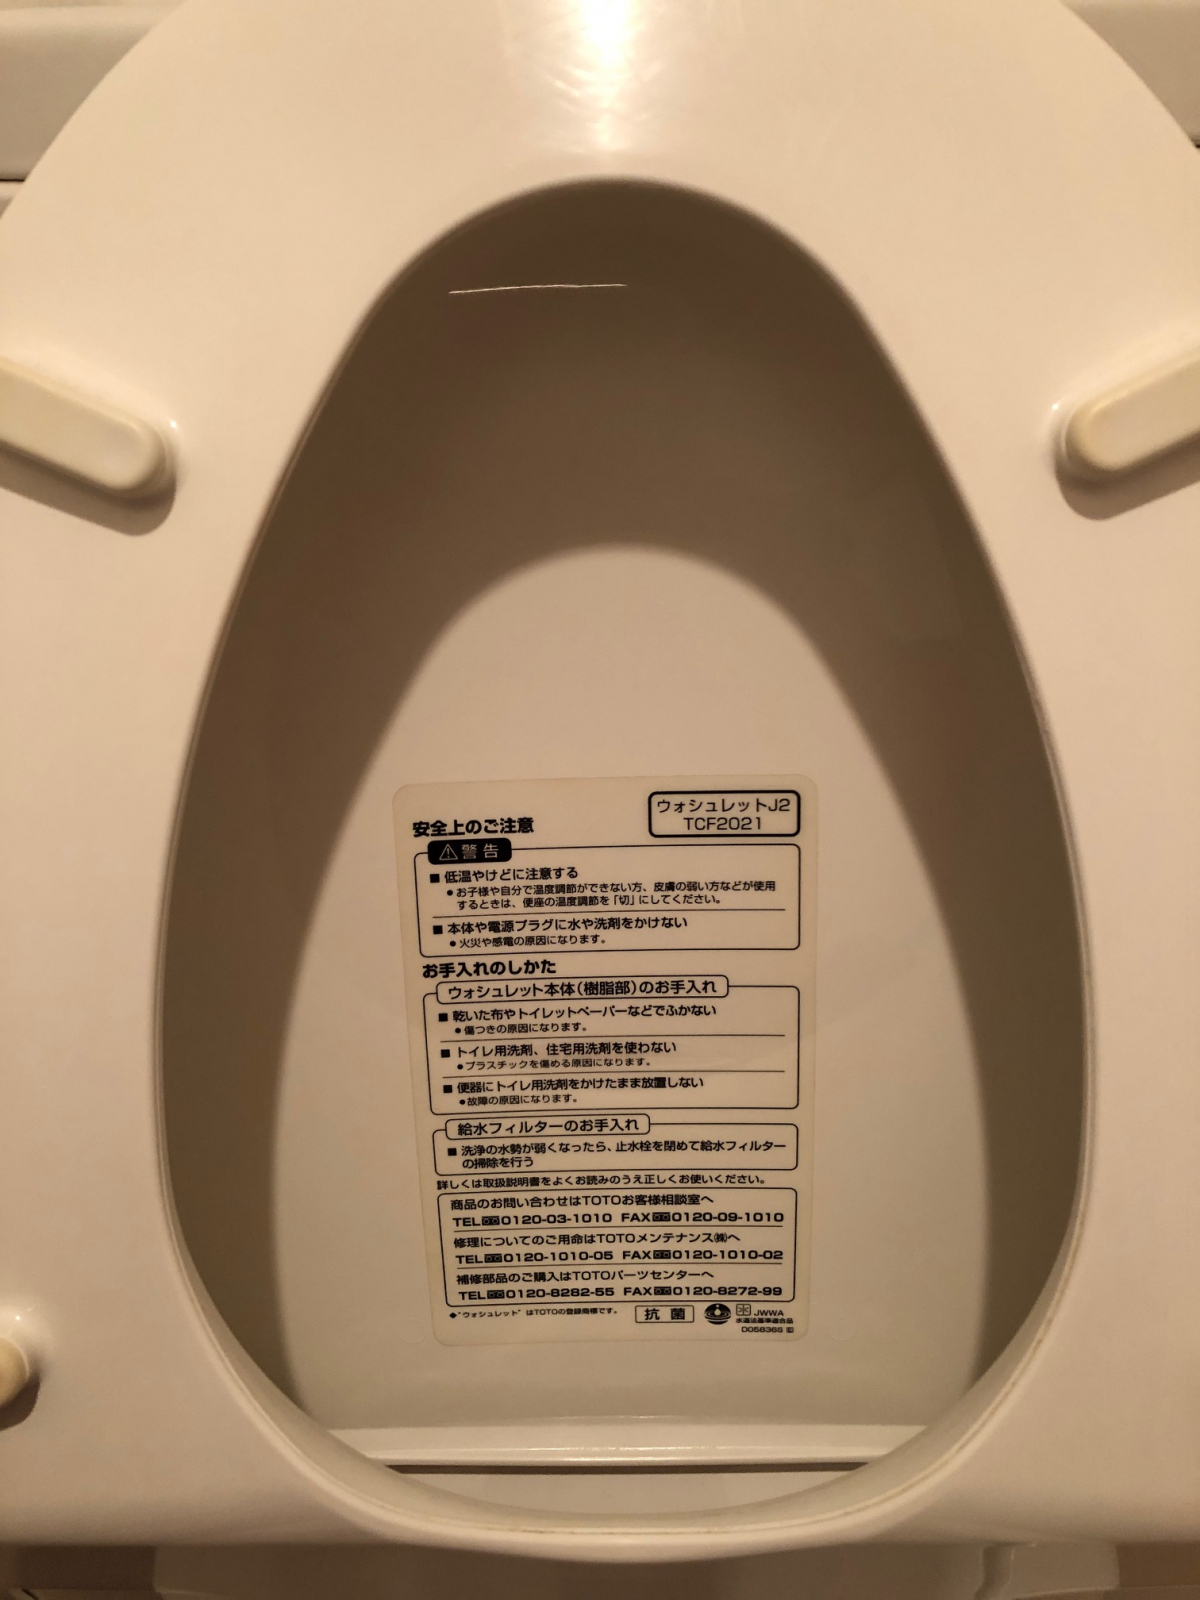 ウォシュレットJ2
TCF2021
安全上のご注意
⚠警告
■ 低温やけどに注意する
●お子様や自分で温度調節ができない方、皮膚の弱い方などが使用
するときは、便座の温度調節を「切」にしてください。
■ 本体や電源プラグに水や洗剤をかけない
●火災や感電の原因になります。
お手入れのしかた
ウォシュレット本体(樹脂部)のお手入れ
■ 乾いた布やトイレットペーパーなどでふかない
●傷つきの原因になります。
■ トイレ用洗剤、住宅用洗剤を使わない
●プラスチックを傷める原因になります。
■ 便器にトイレ用洗剤をかけたまま放置しない
●故障の原因になります。
給水フィルターのお手入れ
■ 洗浄の水勢が弱くなったら、止水栓を閉めて給水フィルター
の掃除を行う
詳しくは取扱説明書をよくお読みのうえ正しくお使いください。
商品のお問い合わせはTOTOお客様相談室へ
TEL 0120-03-1010 FAX 0120-09-1010
修理についてのご用命はTOTOメンテナンス㈱へ
TEL 0120-1010-05 FAX 0120-1010-02
補修部品のご購入はTOTOパーツセンターへ
TEL 0120-8282-55 FAX 0120-8272-99
◆"ウォシュレット"はTOTOの登録商標です。
抗菌
JWWA
水道法基準適合品
D05836S